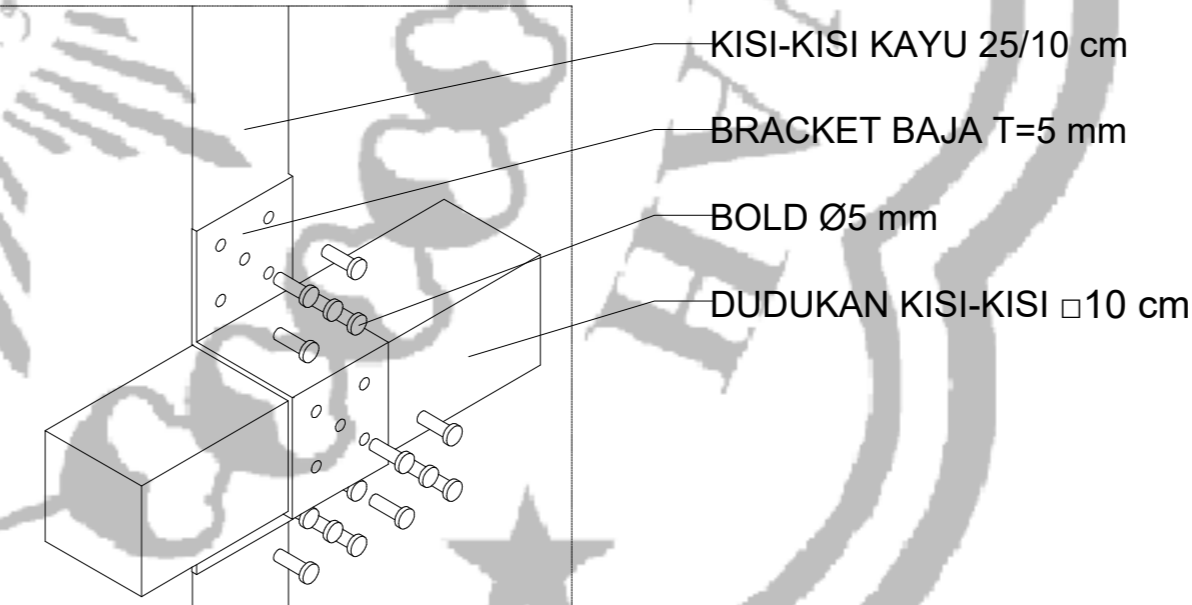 KISI-KISI KAYU 25/10 cm
BRACKET BAJA T=5 mm
BOLD Ø5 mm
DUDUKAN KISI-KISI □10 cm